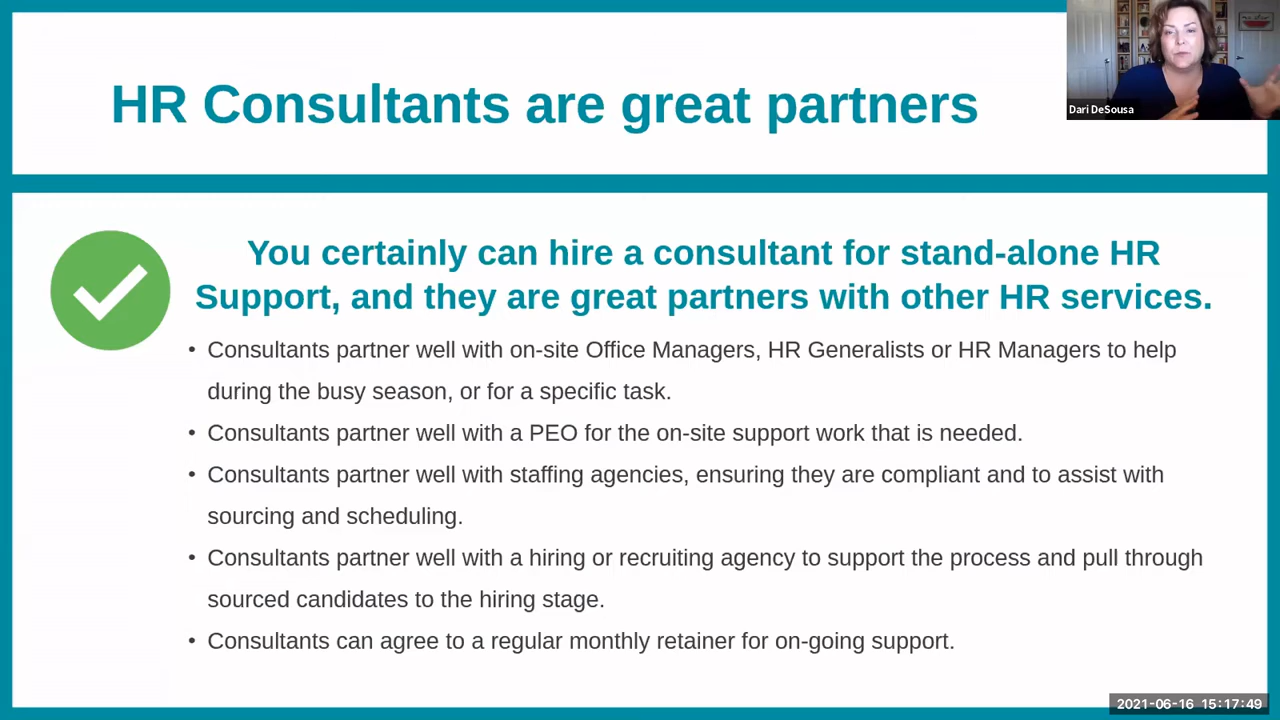 HR Consultants are great partners
Dari DeSousa
You certainly can hire a consultant for stand-alone HR
Support, and they are great partners with other HR services.
• Consultants partner well with on-site Office Managers, HR Generalists or HR Managers to help
during the busy season, or for a specific task.
• Consultants partner well with a PEO for the on-site support work that is needed.
• Consultants partner well with staffing agencies, ensuring they are compliant and to assist with
sourcing and scheduling.
• Consultants partner well with a hiring or recruiting agency to support the process and pull through
sourced candidates to the hiring stage.
• Consultants can agree to a regular monthly retainer for on-going support.
2021-06-16 15:17:49